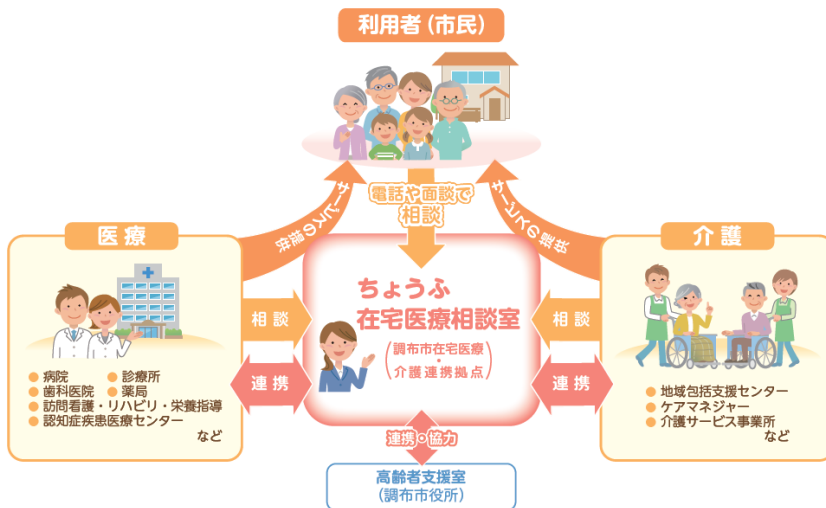 利用者(市民)
電話や面談で
相談
サービスの提供
サービスの提供
医療
病院
診療所
歯科医院
薬局
訪問看護・リハビリ・栄養指導
認知症疾患医療センター
など
相談
連携
ちょうふ
在宅医療相談室
(調布市在宅医療
・
介護連携拠点)
相談
連携
介護
地域包括支援センター
ケアマネジャー
介護サービス事業所
など
連携・協力
高齢者支援室
(調布市役所)